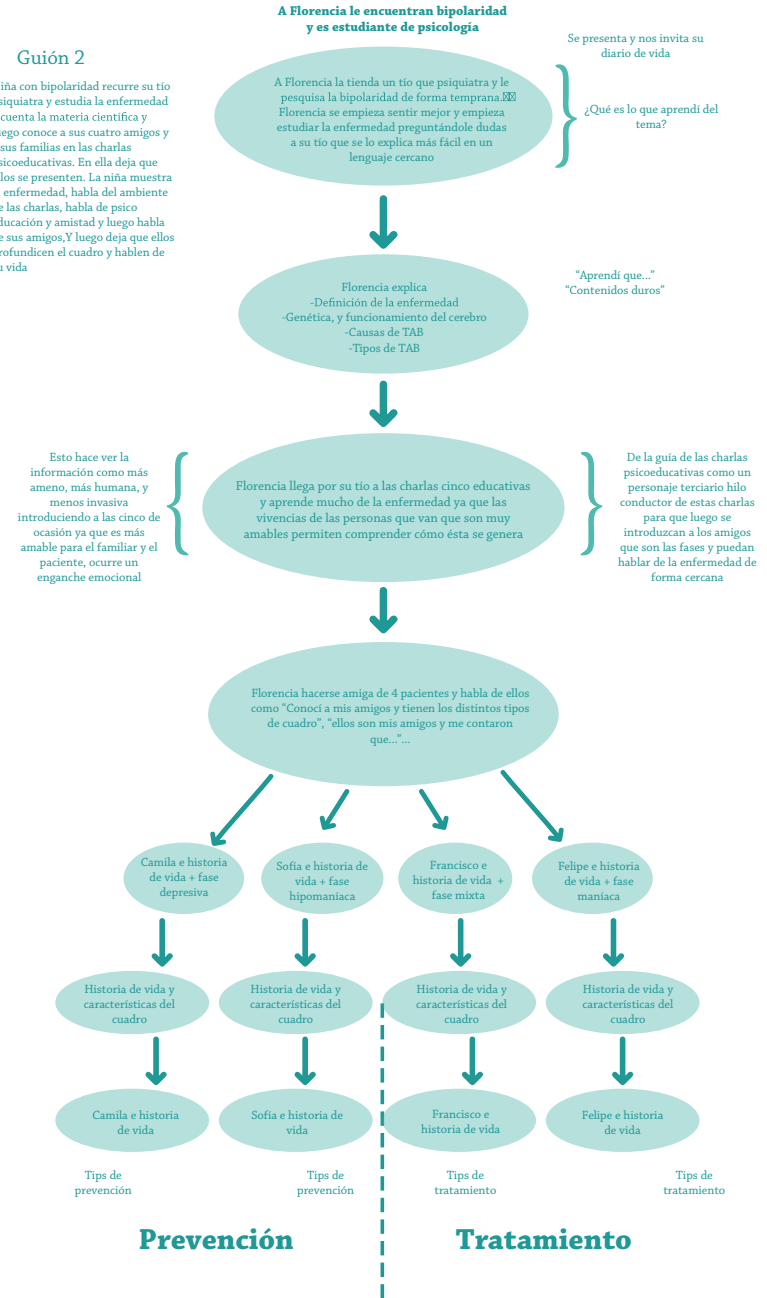 A Florencia le encuentran bipolaridad
y es estudiante de psicología
Se presenta y nos invita su
diario de vida
Guión 2
iña con bipolaridad recurre su tío
siquiatra y estudia la enfermedad
cuenta la materia científica y
uego conoce a sus cuatro amigos y
sus familias en las charlas
sicoeducativas. En ella deja que
llos se presenten. La niña muestra
enfermedad, habla del ambiente
e las charlas, habla de psico
ducación y amistad y luego habla
e sus amigos,Y luego deja que ellos
rofundicen el cuadro y hablen de
u vida
A Florencia la tienda un tío que psiquiatra y le
pesquisa la bipolaridad de forma temprana.
Florencia se empieza sentir mejor y empieza
estudiar la enfermedad preguntándole dudas
a su tío que se lo explica más fácil en un
lenguaje cercano
¿Qué es lo que aprendí del
tema?
Florencia explica
-Definición de la enfermedad
-Genética, y funcionamiento del cerebro
-Causas de TAB
-Tipos de TAB
“Aprendí que...”
“Contenidos duros”
Esto hace ver la
información como más
ameno, más humana, y
menos invasiva
introduciendo a las cinco de
ocasión ya que es más
amable para el familiar y el
paciente, ocurre un
enganche emocional
Florencia llega por su tío a las charlas cinco educativas
y aprende mucho de la enfermedad ya que las
vivencias de las personas que van que son muy
amables permiten comprender cómo ésta se genera
De la guia de las charlas
psicoeducativas como un
personaje terciario hilo
conductor de estas charlas
para que luego se
introduzcan a los amigos
que son las fases y puedan
hablar de la enfermedad de
forma cercana
Florencia hacerse amiga de 4 pacientes y habla de ellos
como “Conocí a mis amigos y tienen los distintos tipos
de cuadro”, “ellos son mis amigos y me contaron
que...”...
Camila e historia
de vida + fase
depresiva
Sofía e historia de
vida + fase
hipomaníaca
Francisco e
historia de vida +
fase mixta
Felipe e historia
de vida + fase
maníaca
Historia de vida y
características del
cuadro
Historia de vida y
características del
cuadro
Historia de vida y
características del
cuadro
Historia de vida y
características del
cuadro
Camila e historia
de vida
Sofía e historia de
vida
Francisco e
historia de vida
Felipe e historia
de vida
Tips de
prevención
Tips de
prevención
Tips de
tratamiento
Tips de
tratamiento
Prevención
Tratamiento